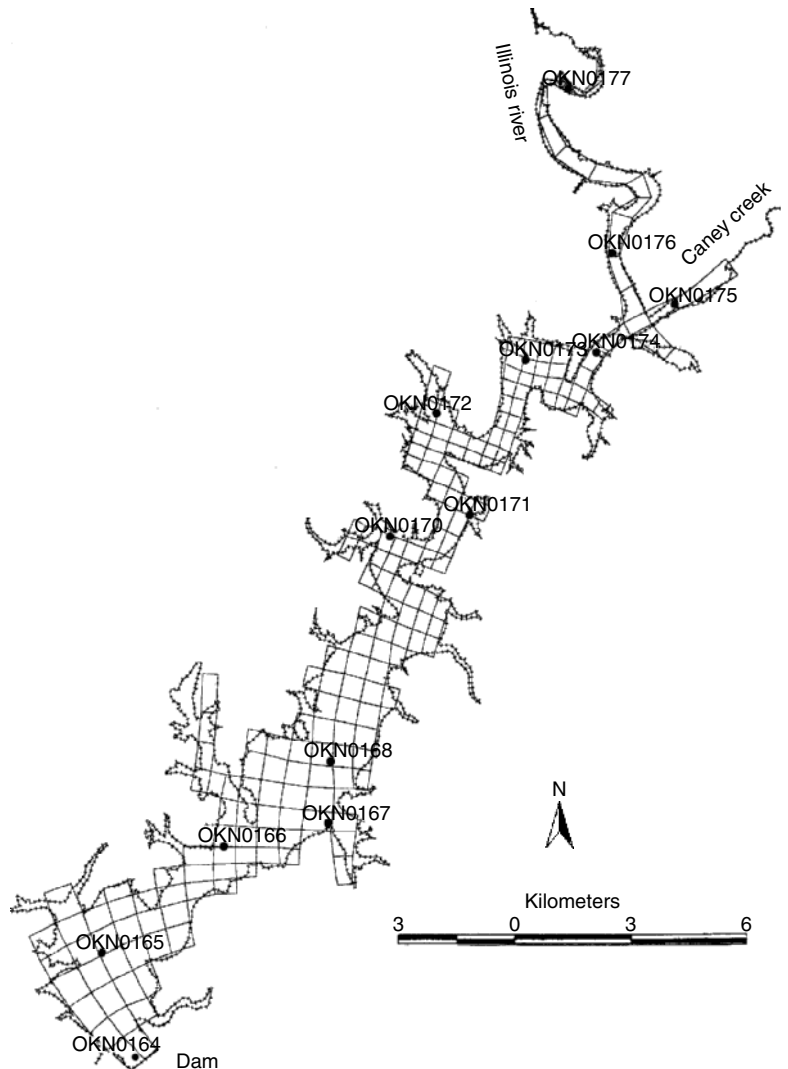 OKN0177
Illinois river
Caney creek
OKN0176
OKN0175
OKN0174
OKN0173
OKN0172
OKN0171
OKN0170
OKN0168
N
OKN0167
OKN0166
Kilometers
3 0 3 6
OKN0165
OKN0164
Dam